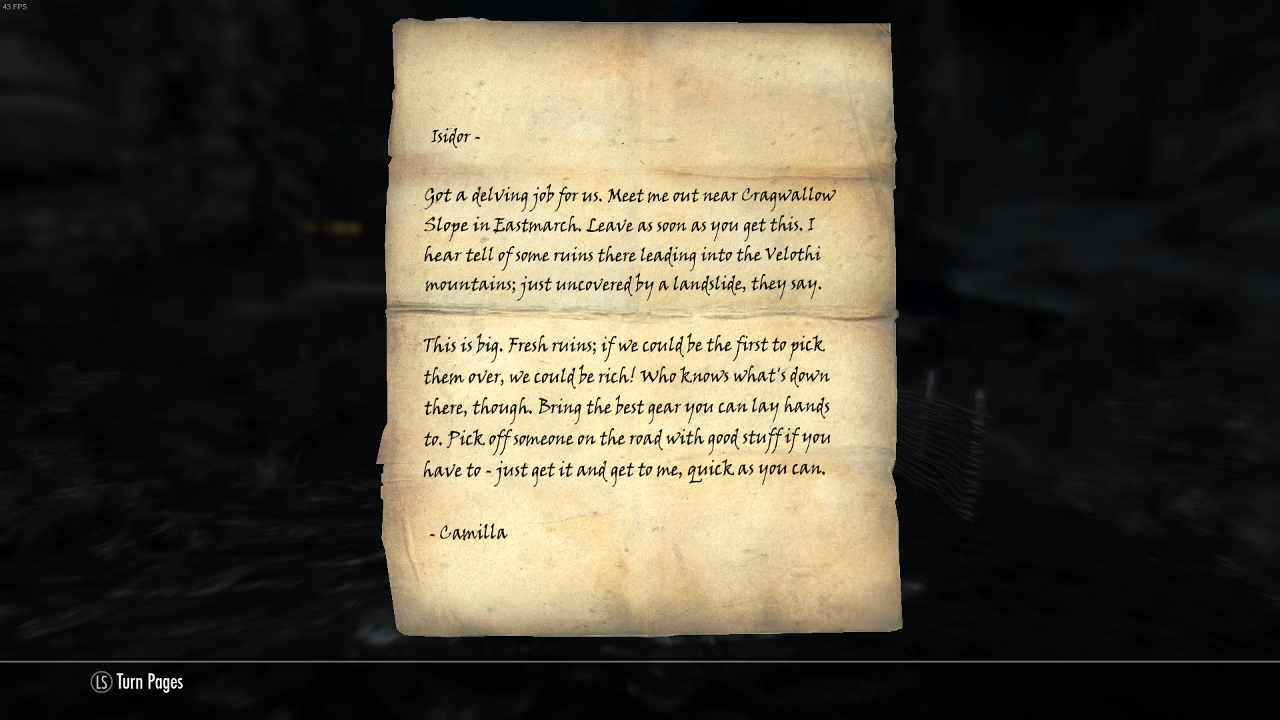 43 FPS
Isidor -
Got a delving job for us. Meet me out near Cragwallow
Slope in Eastmarch. Leave as soon as you get this. I
hear tell of some ruins there leading into the Velothi
mountains; just uncovered by a landslide, they say.
This is big. Fresh ruins; if we could be the first to pick
them over, we could be rich! Who knows what's down
there, though. Bring the best gear you can lay hands
to. Pick off someone on the road with good stuff if you
have to - just get it and get to me, quick as you can.
- Camilla
LS Turn Pages